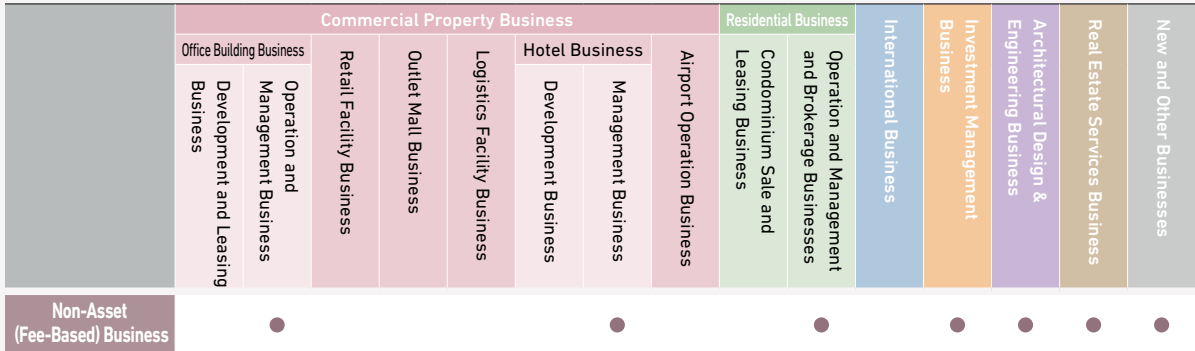 Commercial Property Business
Residential Business
Office Building Business
Hotel Business
Development and Leasing
Business
Operation and
Management Business
Retail Facility Business
Outlet Mall Business
Logistics Facility Business
Development Business
Management Business
Airport Operation Business
Condominium Sale and
Leasing Business
Operation and Management
and Brokerage Businesses
International Business
Investment Management
Business
Architectural Design &
Engineering Business
Real Estate Services Business
New and Other Businesses
Non-Asset
(Fee-Based) Business